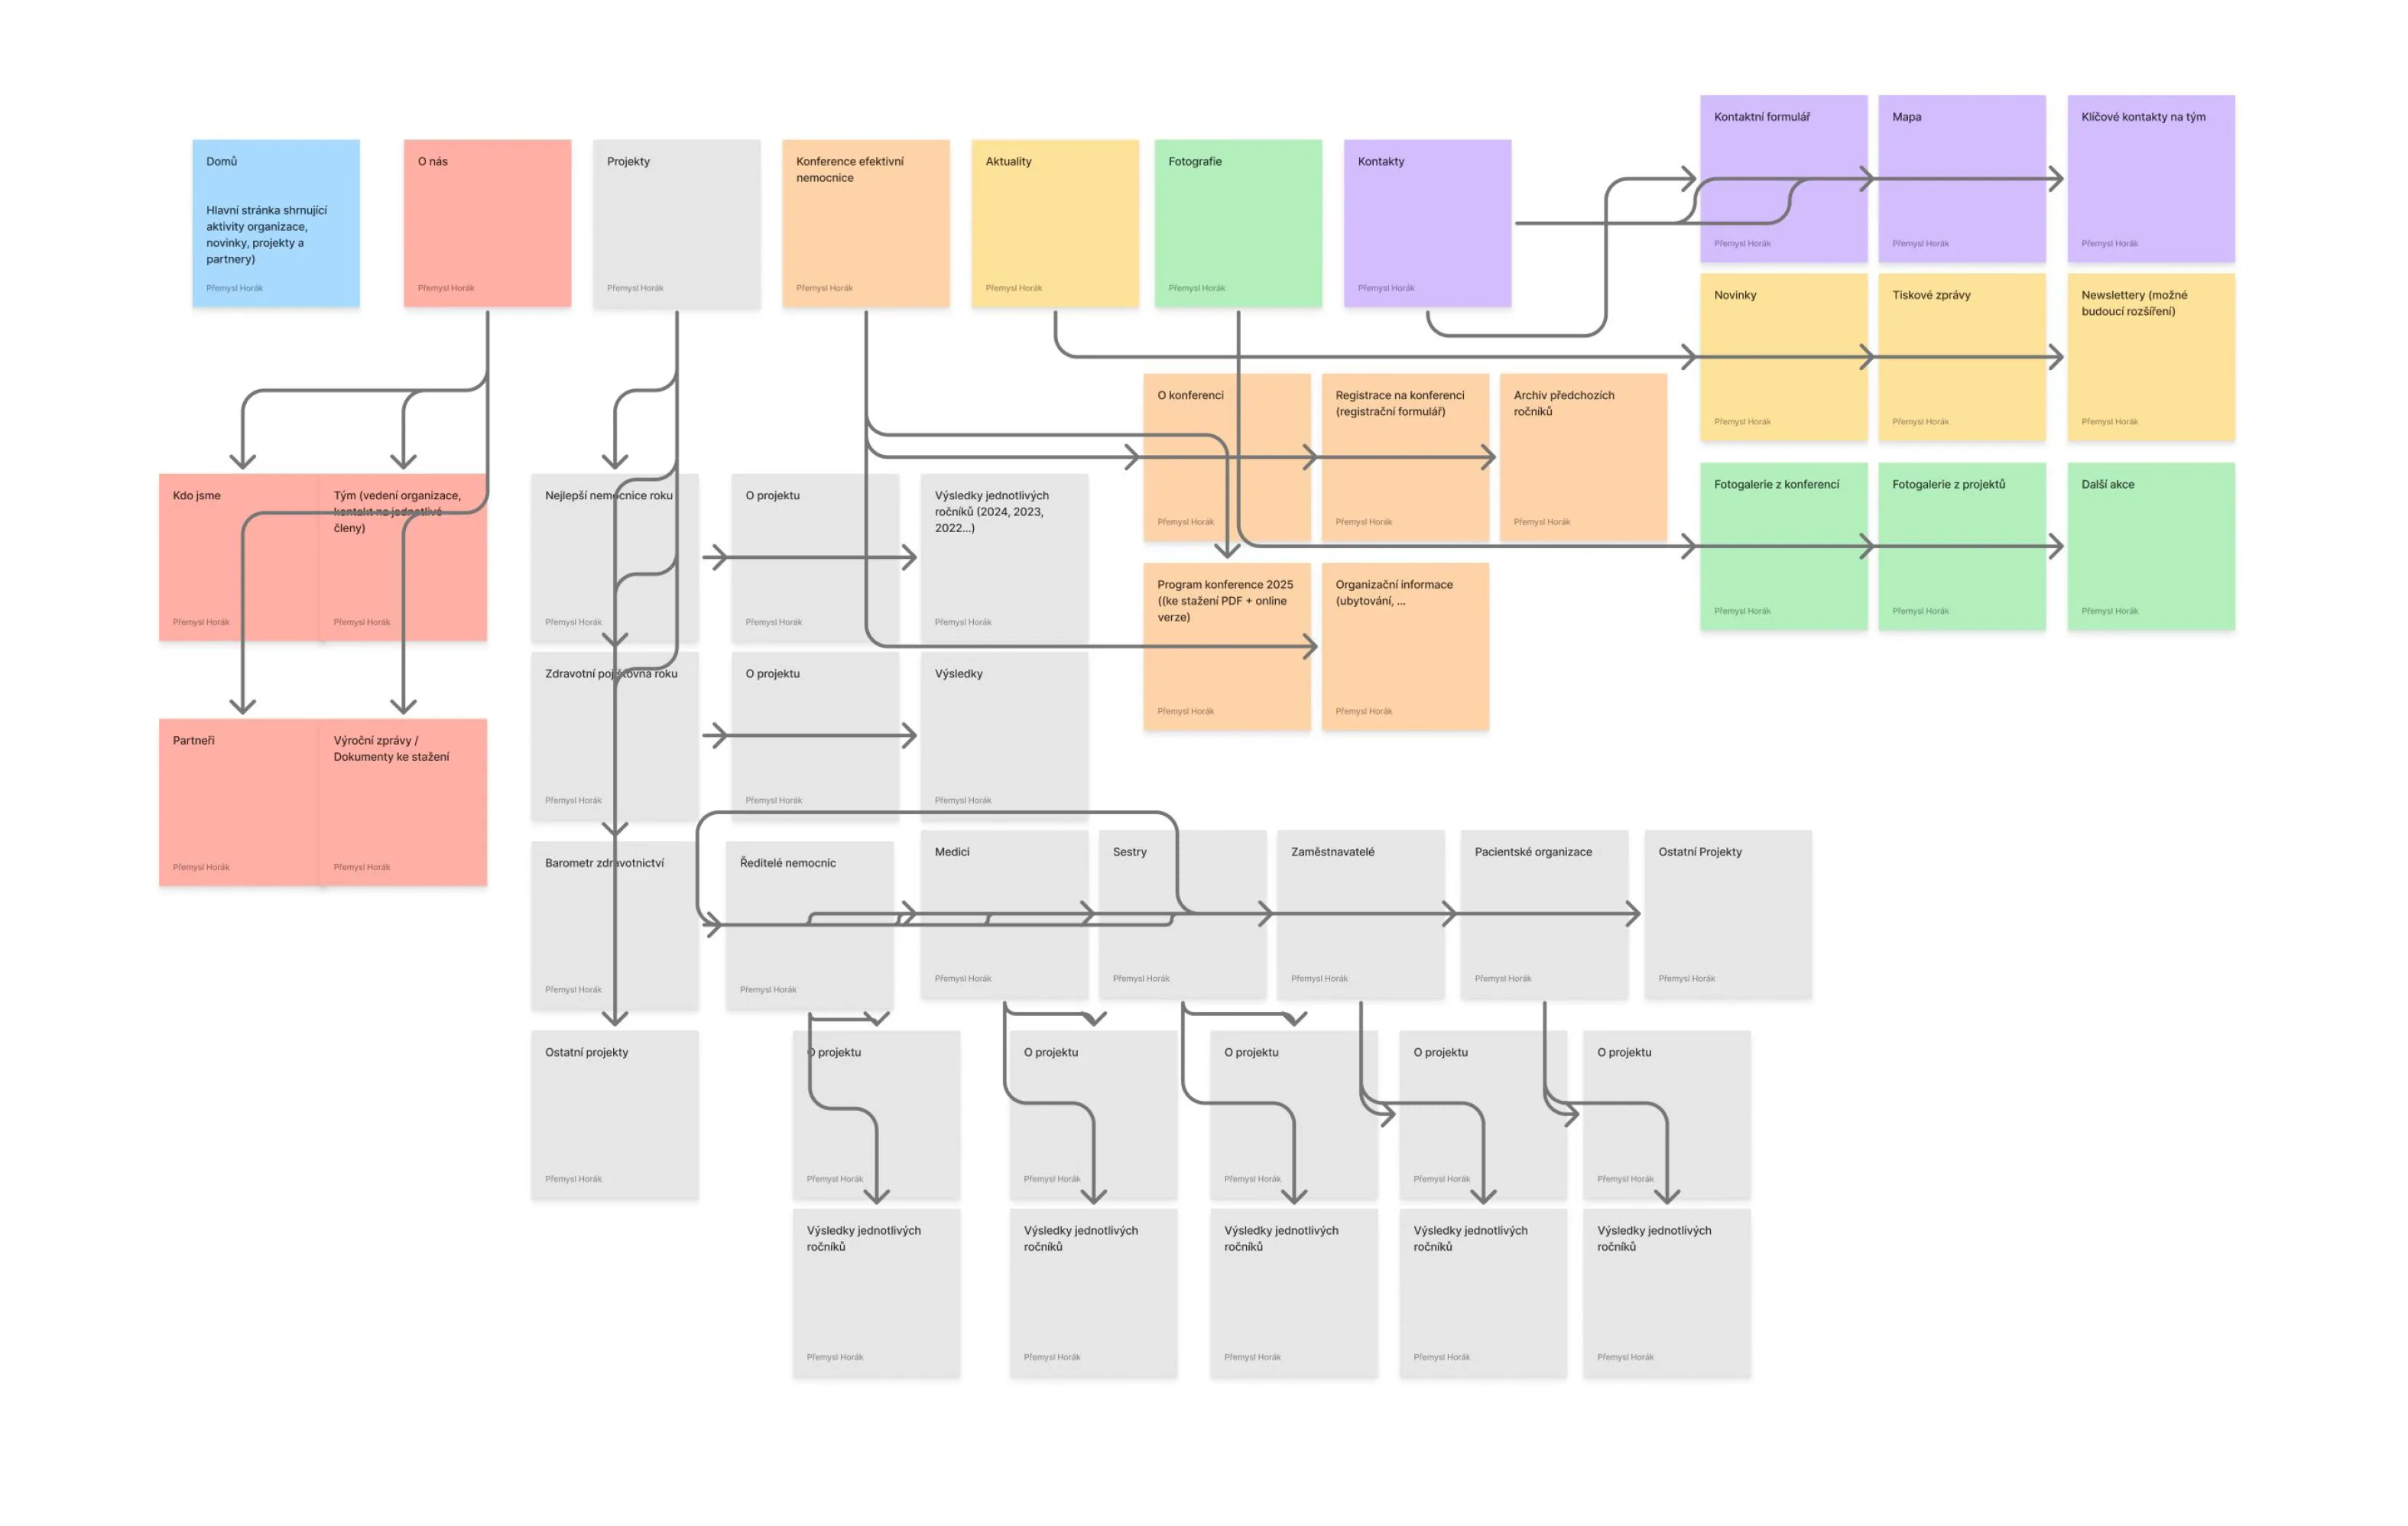 Domů
Hlavní stránka shrnující
aktivity organizace,
novinky, projekty a
partnery)
Přemysl Horák
O nás
Přemysl Horák
Projekty
Přemysl Horák
Konference efektivní
nemocnice
Přemysl Horák
Aktuality
Přemysl Horák
Fotografie
Přemysl Horák
Kontakty
Přemysl Horák
Kontaktní formulář
Přemysl Horák
Mapa
Přemysl Horák
Klíčové kontakty na tým
Přemysl Horák
Novinky
Přemysl Horák
Tiskové zprávy
Přemysl Horák
Newslettery (možné
budoucí rozšíření)
Přemysl Horák
O konferenci
Přemysl Horák
Registrace na konferenci
(registrační formulář)
Přemysl Horák
Archiv předchozích
ročníků
Přemysl Horák
Fotogalerie z konferencí
Přemysl Horák
Fotogalerie z projektů
Přemysl Horák
Další akce
Přemysl Horák
Kdo jsme
Přemysl Horák
Tým (vedení organizace,
kontakt na jednotlivé
členy)
Přemysl Horák
Nejlepší nemocnice roku
Přemysl Horák
O projektu
Přemysl Horák
Výsledky jednotlivých
ročníků (2024, 2023,
2022...)
Přemysl Horák
Program konference 2025
((ke stažení PDF + online
verze)
Přemysl Horák
Organizační informace
(ubytování, ...
Přemysl Horák
Zdravotní pojišťovna roku
Přemysl Horák
O projektu
Přemysl Horák
Výsledky
Přemysl Horák
Partneři
Přemysl Horák
Výroční zprávy /
Dokumenty ke stažení
Přemysl Horák
Barometr zdravotnictví
Přemysl Horák
Ředitelé nemocnic
Přemysl Horák
Medici
Přemysl Horák
Sestry
Přemysl Horák
Zaměstnavatelé
Přemysl Horák
Pacientské organizace
Přemysl Horák
Ostatní Projekty
Přemysl Horák
Ostatní projekty
Přemysl Horák
O projektu
Přemysl Horák
O projektu
Přemysl Horák
O projektu
Přemysl Horák
O projektu
Přemysl Horák
O projektu
Přemysl Horák
Výsledky jednotlivých
ročníků
Přemysl Horák
Výsledky jednotlivých
ročníků
Přemysl Horák
Výsledky jednotlivých
ročníků
Přemysl Horák
Výsledky jednotlivých
ročníků
Přemysl Horák
Výsledky jednotlivých
ročníků
Přemysl Horák